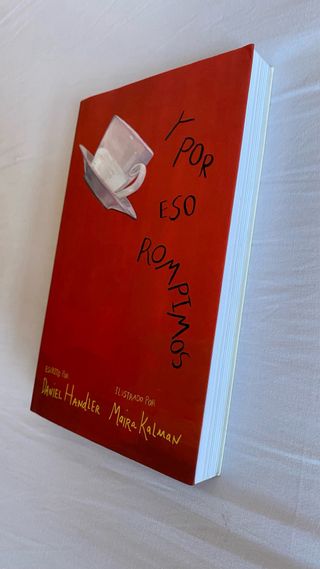 Y POR
ESO
ROMPIMOS
ESCRITO POR
DANIEL HANDLER
ILUSTRADO POR
Maira Kalman